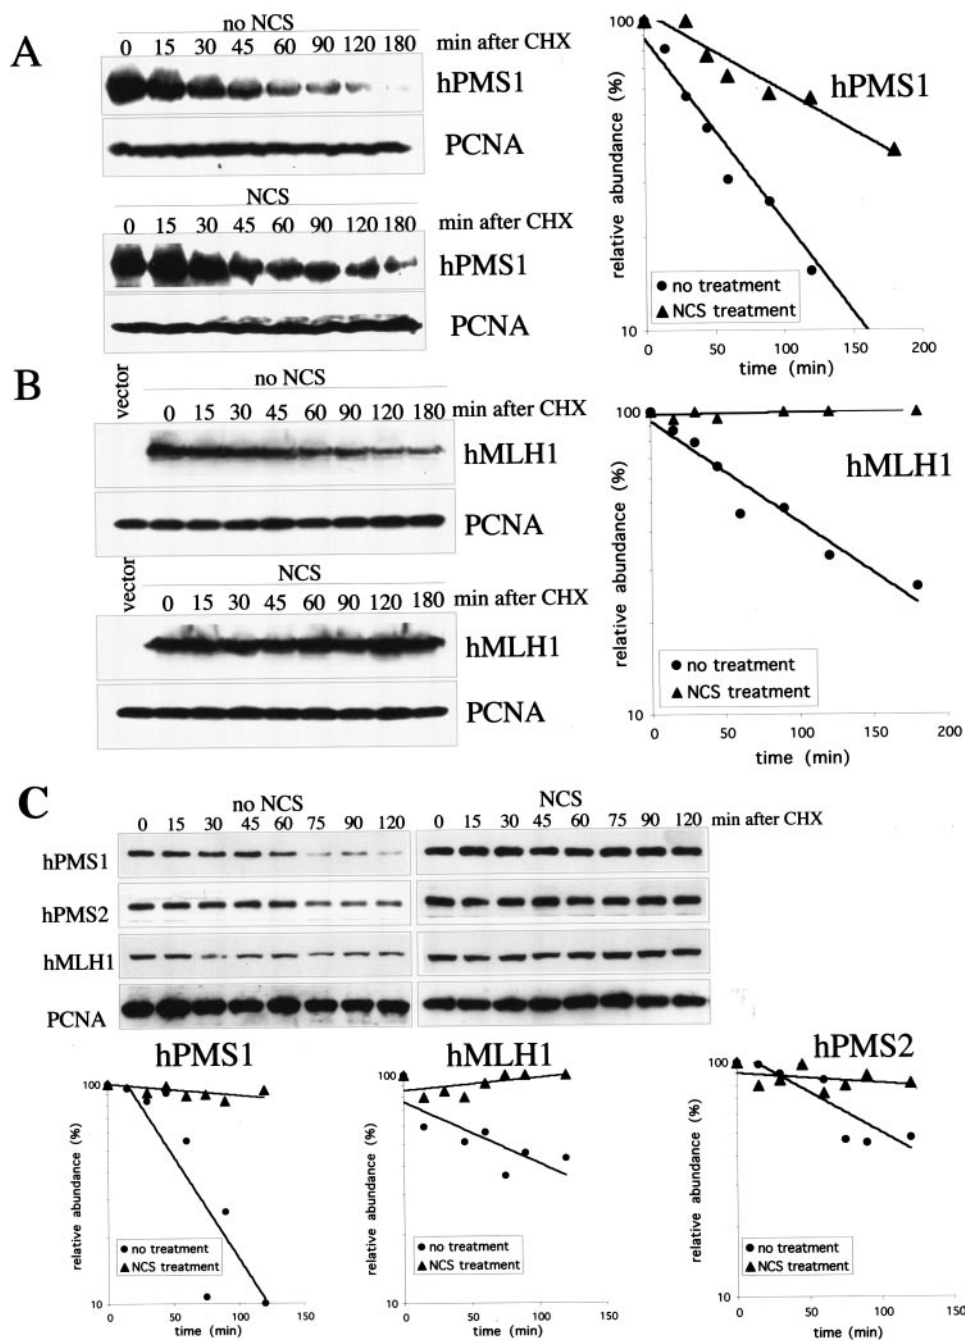 A
no NCS
0 15 30 45 60 90 120 180 min after CHX
hPMS1
PCNA
NCS
0 15 30 45 60 90 120 180 min after CHX
hPMS1
PCNA
100
hPMS1
relative abundance (%)
● no treatment
▲ NCS treatment
10
0 50 100 150 200
time (min)
B
vector
no NCS
0 15 30 45 60 90 120 180 min after CHX
hMLH1
PCNA
vector
NCS
0 15 30 45 60 90 120 180 min after CHX
hMLH1
PCNA
100
hMLH1
relative abundance (%)
● no treatment
▲ NCS treatment
10
0 50 100 150 200
time (min)
C
no NCS
NCS
0 15 30 45 60 75 90 120
0 15 30 45 60 75 90 120 min after CHX
hPMS1
hPMS2
hMLH1
PCNA
hPMS1
100
relative abundance (%)
● no treatment
▲ NCS treatment
10
0 50 100 150
time (min)
hMLH1
100
relative abundance (%)
● no treatment
▲ NCS treatment
10
0 50 100 150
time (min)
hPMS2
100
relative abundance (%)
● no treatment
▲ NCS treatment
10
0 50 100 150
time (min)